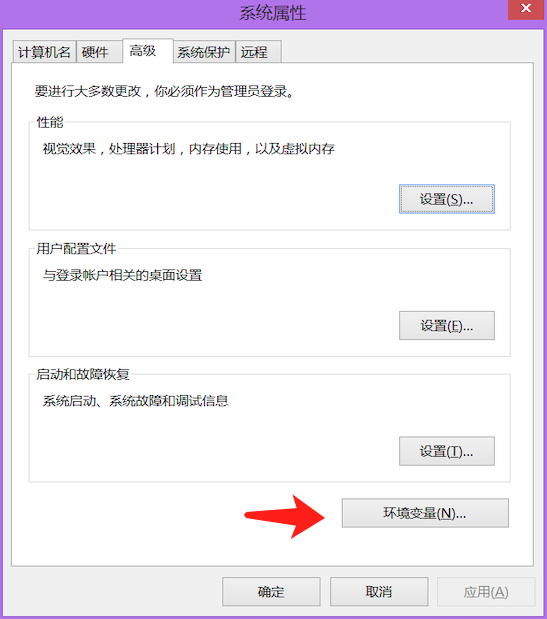 系统属性
计算机名 硬件 高级 系统保护 远程
要进行大多数更改，你必须作为管理员登录。
性能
视觉效果，处理器计划，内存使用，以及虚拟内存
设置(S)...
用户配置文件
与登录帐户相关的桌面设置
设置(E)...
启动和故障恢复
系统启动、系统故障和调试信息
设置(T)...
环境变量(N)...
确定 取消 应用(A)